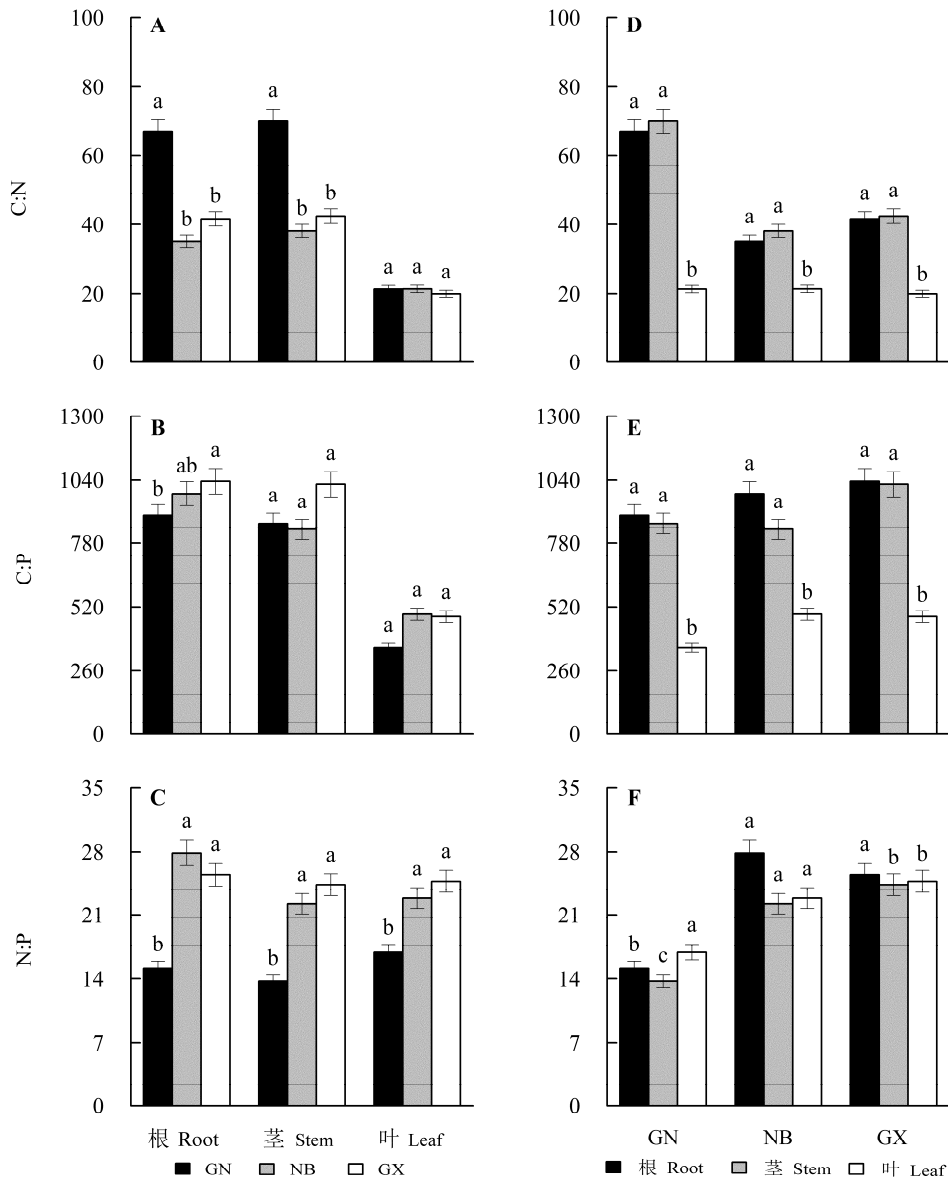 A
C:N
100
80
60
40
20
0
a b b
a b b
a a a
D
100
80
60
40
20
0
a a b
a a b
a a b
B
C:P
1300
1040
780
520
260
0
b ab a
a a a
a a a
E
1300
1040
780
520
260
0
a a b
a a b
a a b
C
N:P
35
28
21
14
7
0
b a a
b a a
b a a
根 Root 茎 Stem 叶 Leaf
GN NB GX
F
35
28
21
14
7
0
b c a
a a a
a b b
GN NB GX
根 Root 茎 Stem 叶 Leaf